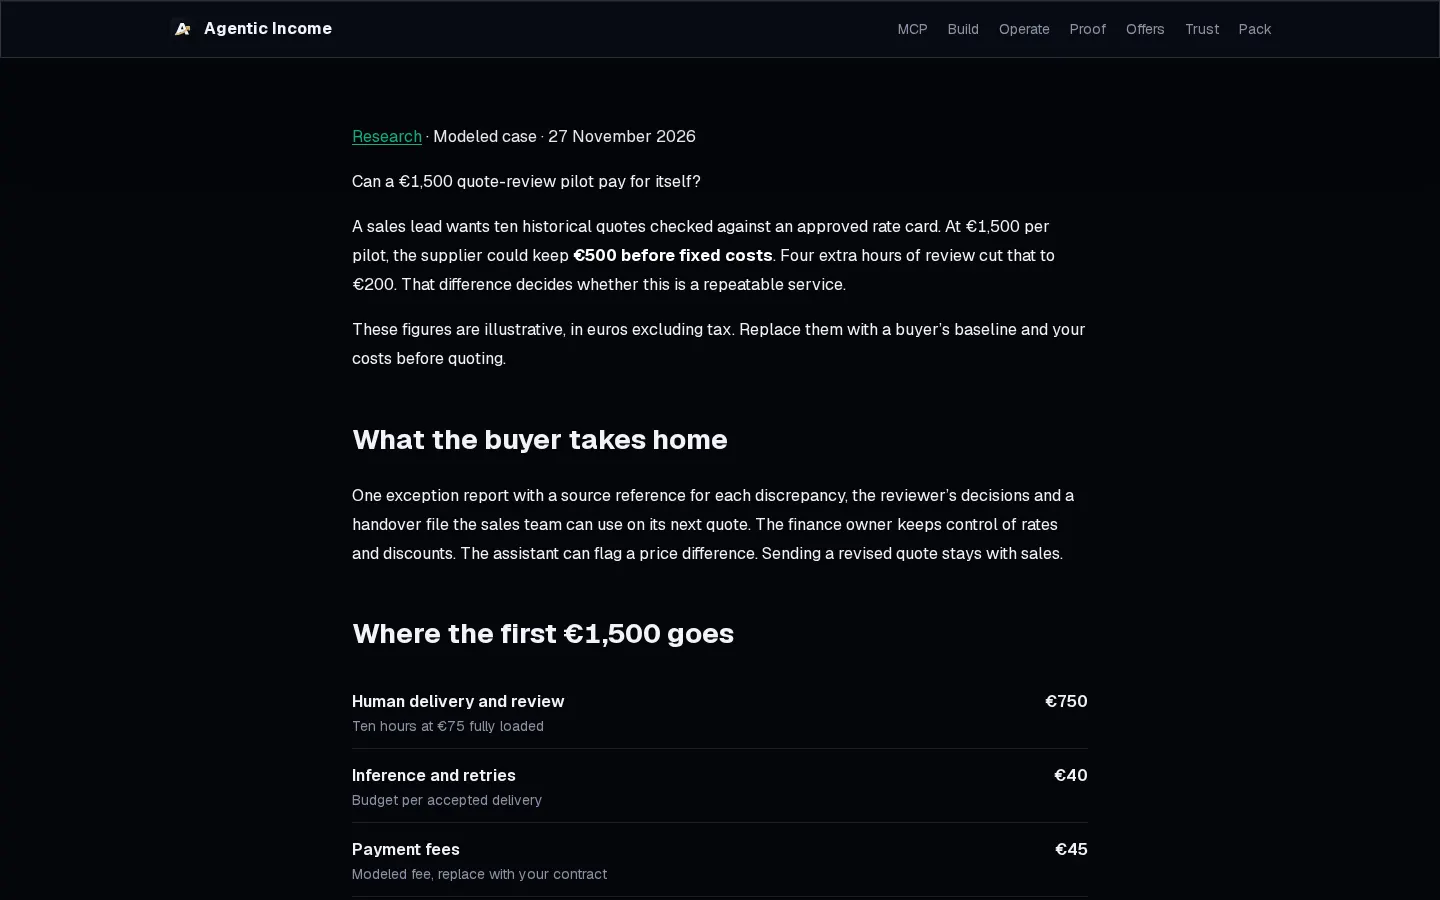 Agentic Income
MCP Build Operate Proof Offers Trust Pack
Research · Modeled case · 27 November 2026
Can a €1,500 quote-review pilot pay for itself?
A sales lead wants ten historical quotes checked against an approved rate card. At €1,500 per
pilot, the supplier could keep €500 before fixed costs. Four extra hours of review cut that to
€200. That difference decides whether this is a repeatable service.
These figures are illustrative, in euros excluding tax. Replace them with a buyer’s baseline and your
costs before quoting.
What the buyer takes home
One exception report with a source reference for each discrepancy, the reviewer’s decisions and a
handover file the sales team can use on its next quote. The finance owner keeps control of rates
and discounts. The assistant can flag a price difference. Sending a revised quote stays with sales.
Where the first €1,500 goes
Human delivery and review €750
Ten hours at €75 fully loaded
Inference and retries €40
Budget per accepted delivery
Payment fees €45
Modeled fee, replace with your contract